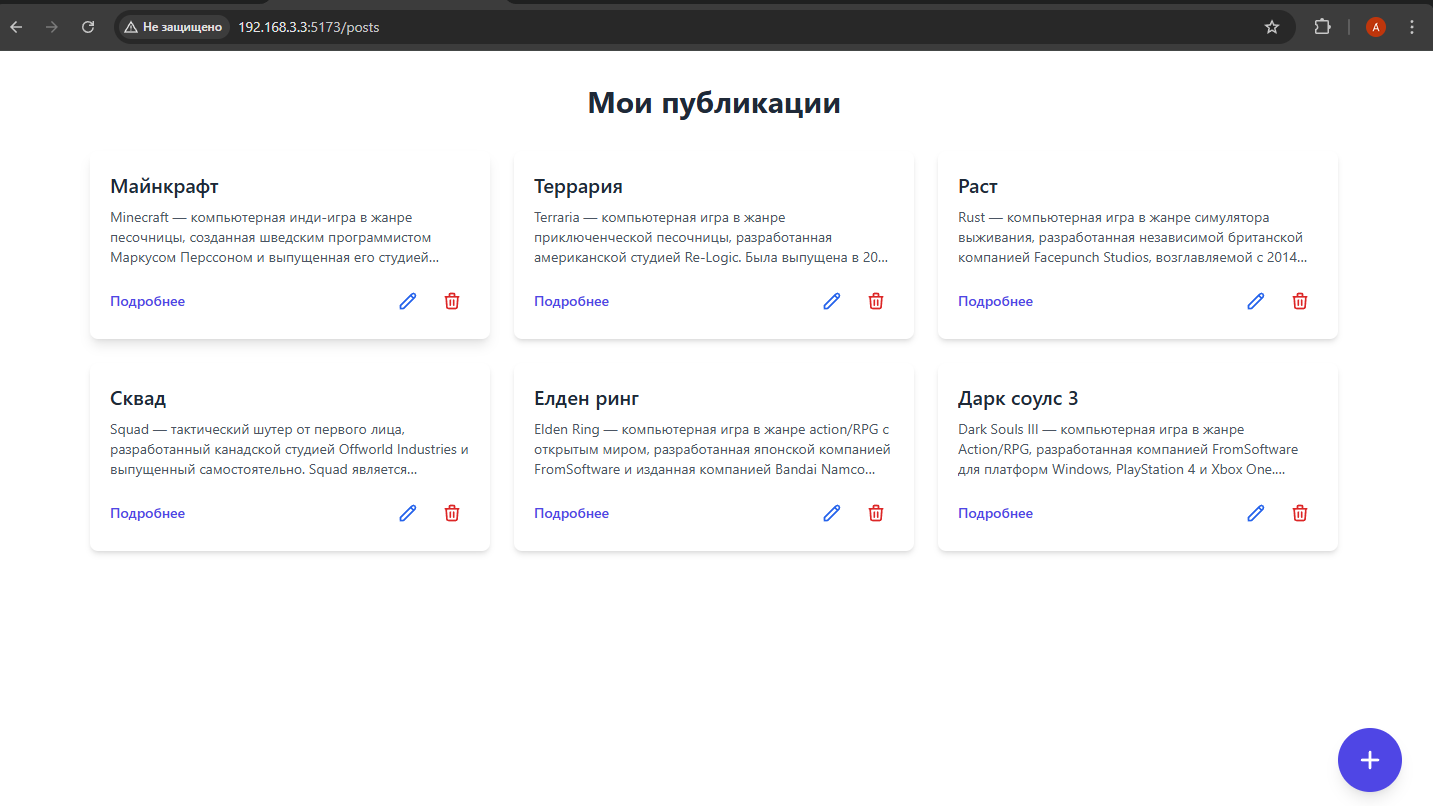 Не защищено 192.168.3.3:5173/posts
А
Мои публикации
Майнкрафт
Minecraft — компьютерная инди-игра в жанре
песочницы, созданная шведским программистом
Маркусом Перссоном и выпущенная его студией...
Подробнее
Террария
Terraria — компьютерная игра в жанре
приключенческой песочницы, разработанная
американской студией Re-Logic. Была выпущена в 20...
Подробнее
Раст
Rust — компьютерная игра в жанре симулятора
выживания, разработанная независимой британской
компанией Facepunch Studios, возглавляемой с 2014...
Подробнее
Сквад
Squad — тактический шутер от первого лица,
разработанный канадской студией Offworld Industries и
выпущенный самостоятельно. Squad является...
Подробнее
Елден ринг
Elden Ring — компьютерная игра в жанре action/RPG с
открытым миром, разработанная японской компанией
FromSoftware и изданная компанией Bandai Namco...
Подробнее
Дарк соулс 3
Dark Souls III — компьютерная игра в жанре
Action/RPG, разработанная компанией FromSoftware
для платформ Windows, PlayStation 4 и Xbox One....
Подробнее